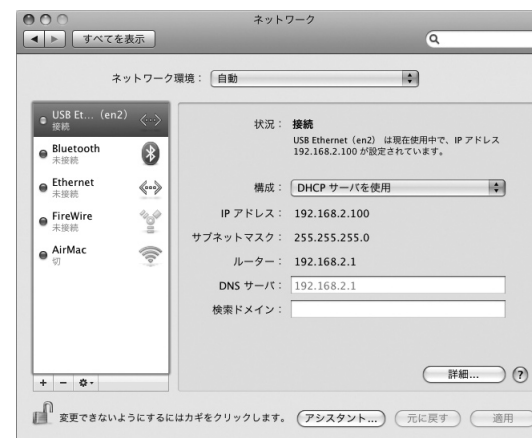 ネットワーク
すべてを表示
ネットワーク環境： 自動
USB Et... （en2）
接続
Bluetooth
未接続
Ethernet
未接続
FireWire
未接続
AirMac
切
状況： 接続
USB Ethernet（en2） は現在使用中で、IP アドレス
192.168.2.100 が設定されています。
構成： DHCP サーバを使用
IP アドレス： 192.168.2.100
サブネットマスク： 255.255.255.0
ルーター： 192.168.2.1
DNS サーバ： 192.168.2.1
検索ドメイン：
詳細... ?
+ −
変更できないようにするにはカギをクリックします。 アシスタント... 元に戻す 適用